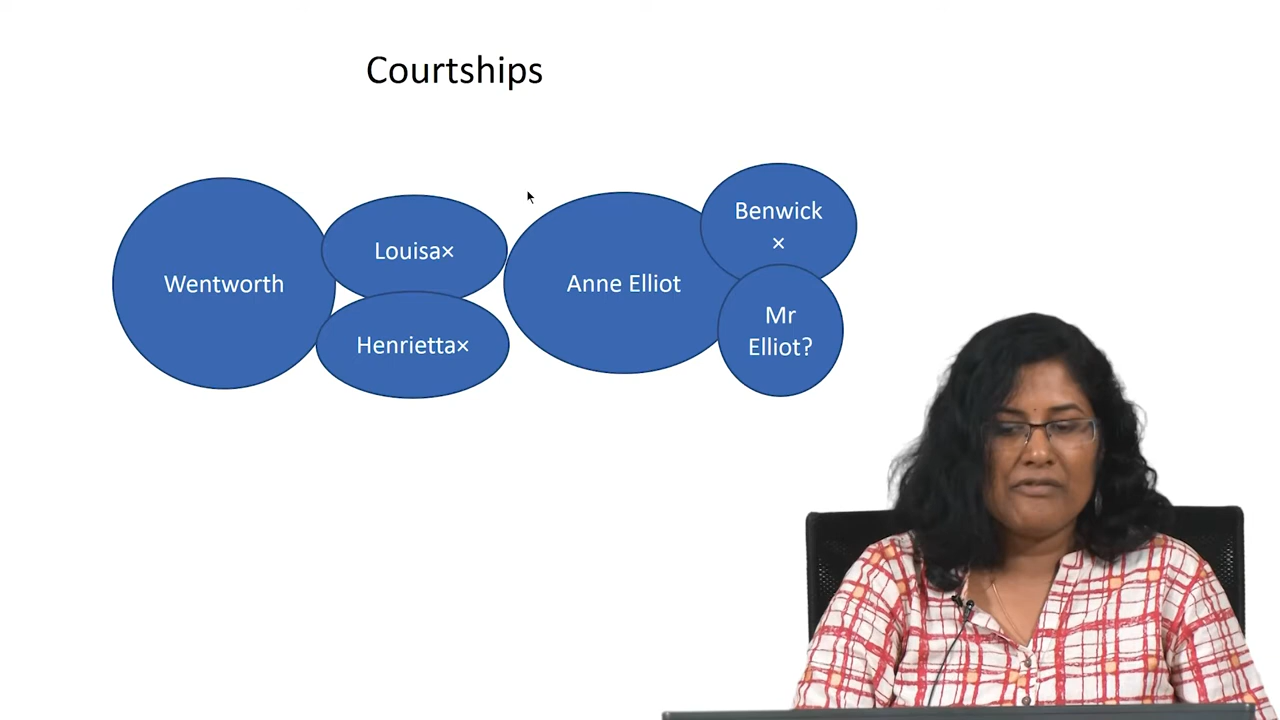 Courtships
Wentworth
Louisa×
Henrietta×
Anne Elliot
Benwick
×
Mr
Elliot?